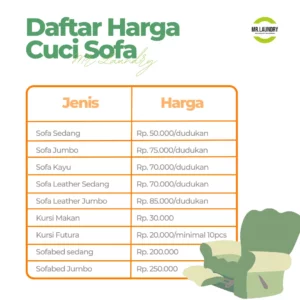 Daftar Harga
Cuci Sofa
Mr. Laundry
MR. LAUNDRY
Jenis Harga
Sofa Sedang Rp. 50.000/dudukan
Sofa Jumbo Rp. 75.000/dudukan
Sofa Kayu Rp. 70.000/dudukan
Sofa Leather Sedang Rp. 70.000/dudukan
Sofa Leather Jumbo Rp. 85.000/dudukan
Kursi Makan Rp. 30.000
Kursi Futura Rp. 20.000/minimal 10pcs
Sofabed sedang Rp. 200.000
Sofabed Jumbo Rp. 250.000